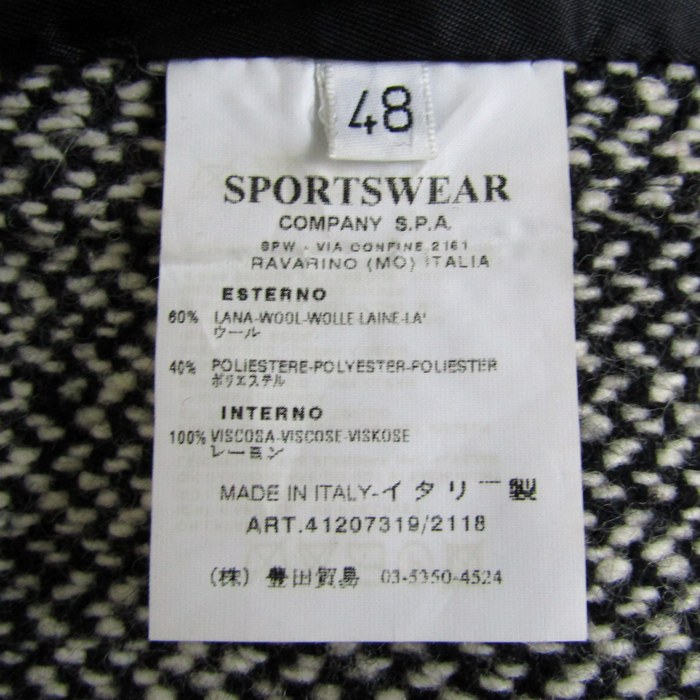 48
SPORTSWEAR
COMPANY S.P.A.
SPW - VIA CONFINE 2161
RAVARINO (MO) ITALIA
ESTERNO
60% LANA-WOOL-WOLLE-LAINE-LA'
ウール
40% POLIESTERE-POLYESTER-POLIESTER
ポリエステル
INTERNO
100% VISCOSA-VISCOSE-VISKOSE
レーヨン
MADE IN ITALY-イタリー製
ART.41207319/2118
(株) 豊田貿易 03-5350-4524